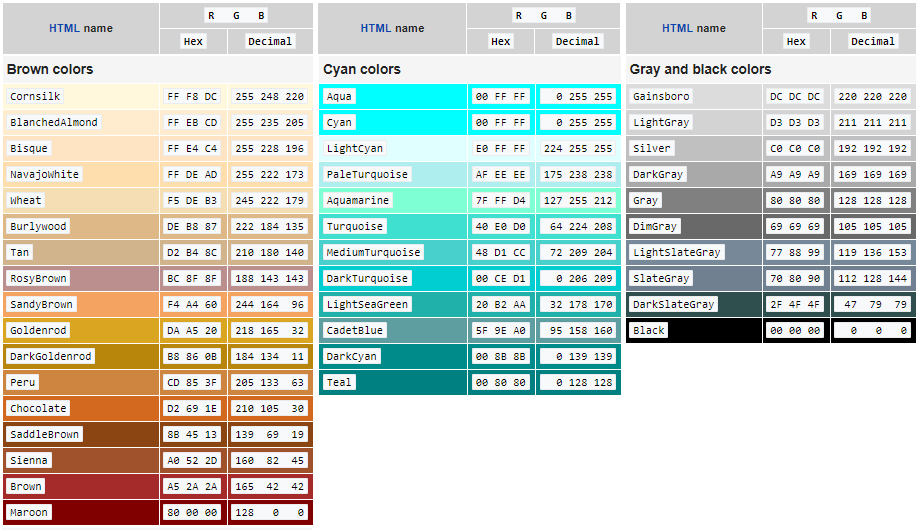 HTML name R G B
Hex Decimal
Brown colors
Cornsilk FF F8 DC 255 248 220
BlanchedAlmond FF EB CD 255 235 205
Bisque FF E4 C4 255 228 196
NavajoWhite FF DE AD 255 222 173
Wheat F5 DE B3 245 222 179
Burlywood DE B8 87 222 184 135
Tan D2 B4 8C 210 180 140
RosyBrown BC 8F 8F 188 143 143
SandyBrown F4 A4 60 244 164 96
Goldenrod DA A5 20 218 165 32
DarkGoldenrod B8 86 0B 184 134 11
Peru CD 85 3F 205 133 63
Chocolate D2 69 1E 210 105 30
SaddleBrown 8B 45 13 139 69 19
Sienna A0 52 2D 160 82 45
Brown A5 2A 2A 165 42 42
Maroon 80 00 00 128 0 0
HTML name R G B
Hex Decimal
Cyan colors
Aqua 00 FF FF 0 255 255
Cyan 00 FF FF 0 255 255
LightCyan E0 FF FF 224 255 255
PaleTurquoise AF EE EE 175 238 238
Aquamarine 7F FF D4 127 255 212
Turquoise 40 E0 D0 64 224 208
MediumTurquoise 48 D1 CC 72 209 204
DarkTurquoise 00 CE D1 0 206 209
LightSeaGreen 20 B2 AA 32 178 170
CadetBlue 5F 9E A0 95 158 160
DarkCyan 00 8B 8B 0 139 139
Teal 00 80 80 0 128 128
HTML name R G B
Hex Decimal
Gray and black colors
Gainsboro DC DC DC 220 220 220
LightGray D3 D3 D3 211 211 211
Silver C0 C0 C0 192 192 192
DarkGray A9 A9 A9 169 169 169
Gray 80 80 80 128 128 128
DimGray 69 69 69 105 105 105
LightSlateGray 77 88 99 119 136 153
SlateGray 70 80 90 112 128 144
DarkSlateGray 2F 4F 4F 47 79 79
Black 00 00 00 0 0 0